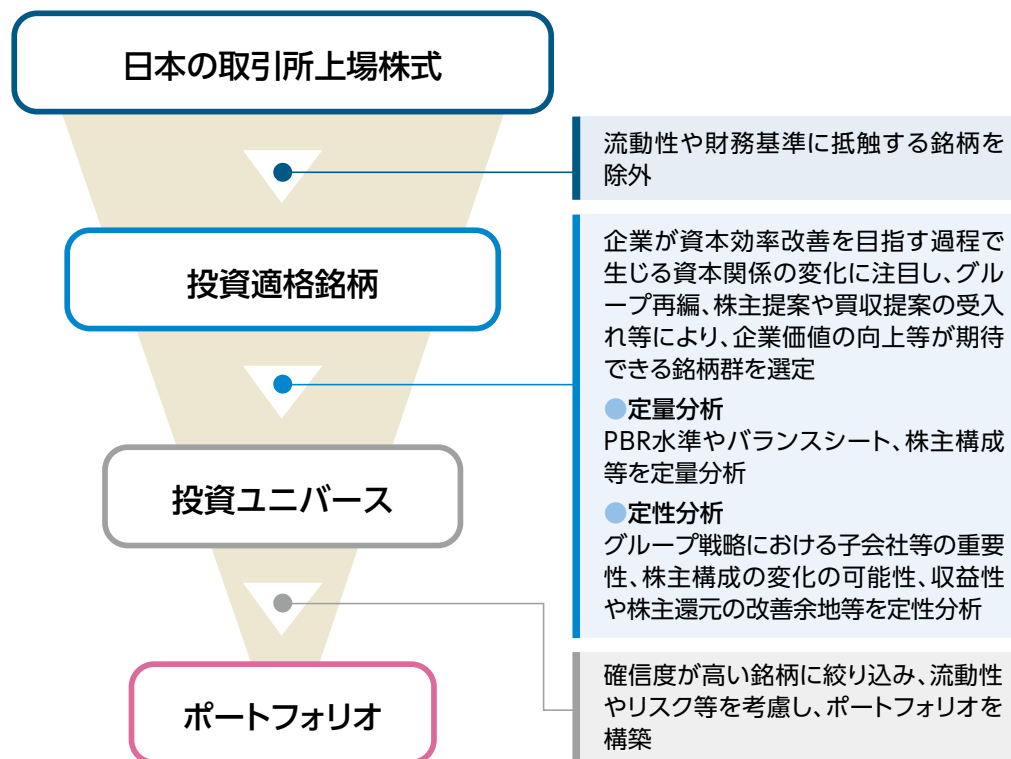 日本の取引所上場株式
流動性や財務基準に抵触する銘柄を
除外
投資適格銘柄
企業が資本効率改善を目指す過程で
生じる資本関係の変化に注目し、グル
ープ再編、株主提案や買収提案の受入
れ等により、企業価値の向上等が期待
できる銘柄群を選定
●定量分析
PBR水準やバランスシート、株主構成
等を定量分析
●定性分析
グループ戦略における子会社等の重要
性、株主構成の変化の可能性、収益性
や株主還元の改善余地等を定性分析
投資ユニバース
確信度が高い銘柄に絞り込み、流動性
やリスク等を考慮し、ポートフォリオを
構築
ポートフォリオ